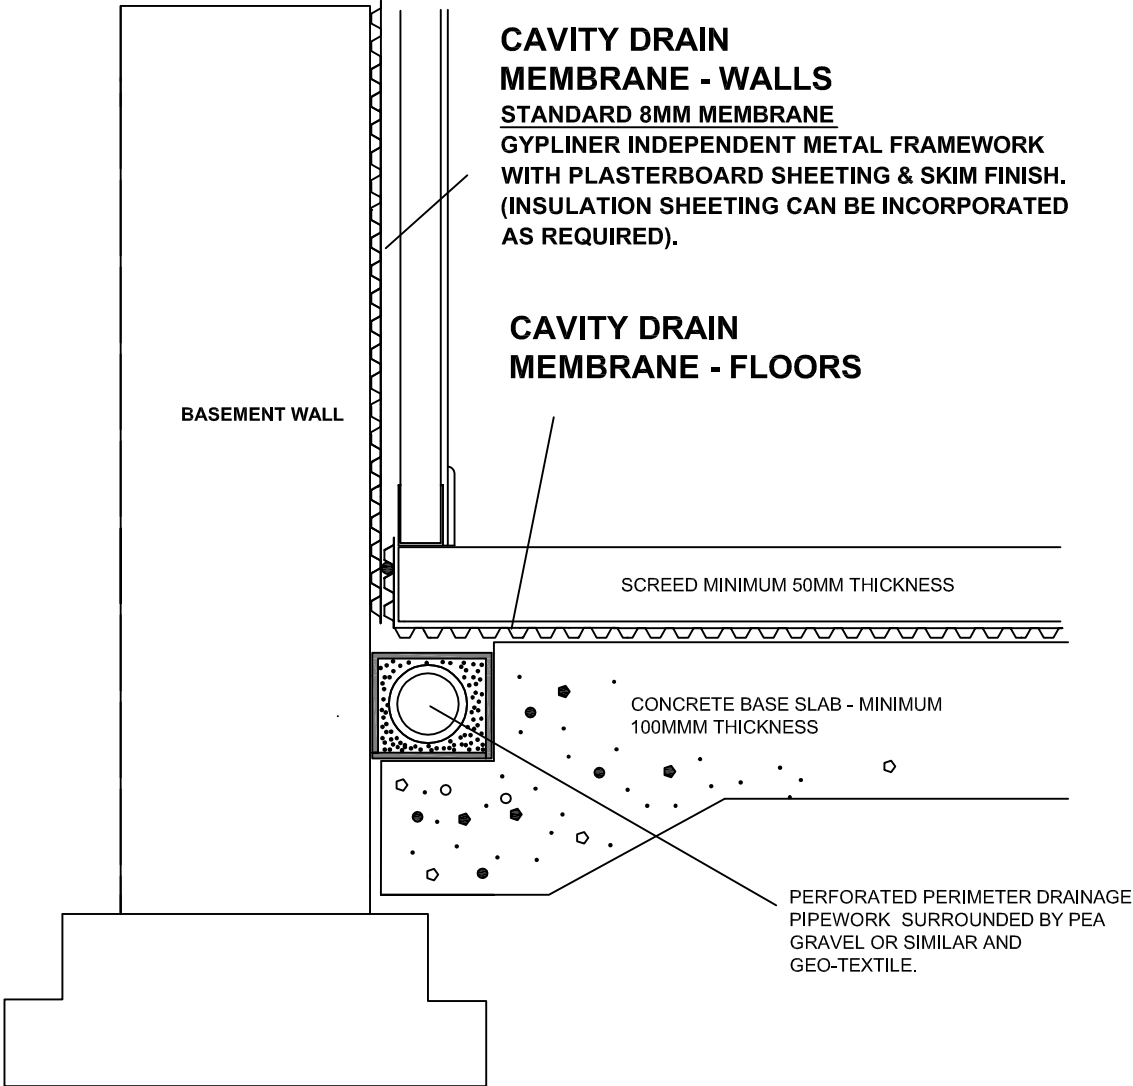 CAVITY DRAIN
MEMBRANE - WALLS
STANDARD 8MM MEMBRANE
GYPLINER INDEPENDENT METAL FRAMEWORK
WITH PLASTERBOARD SHEETING & SKIM FINISH.
(INSULATION SHEETING CAN BE INCORPORATED
AS REQUIRED).
CAVITY DRAIN
MEMBRANE - FLOORS
BASEMENT WALL
SCREED MINIMUM 50MM THICKNESS
CONCRETE BASE SLAB - MINIMUM
100MMM THICKNESS
PERFORATED PERIMETER DRAINAGE
PIPEWORK SURROUNDED BY PEA
GRAVEL OR SIMILAR AND
GEO-TEXTILE.